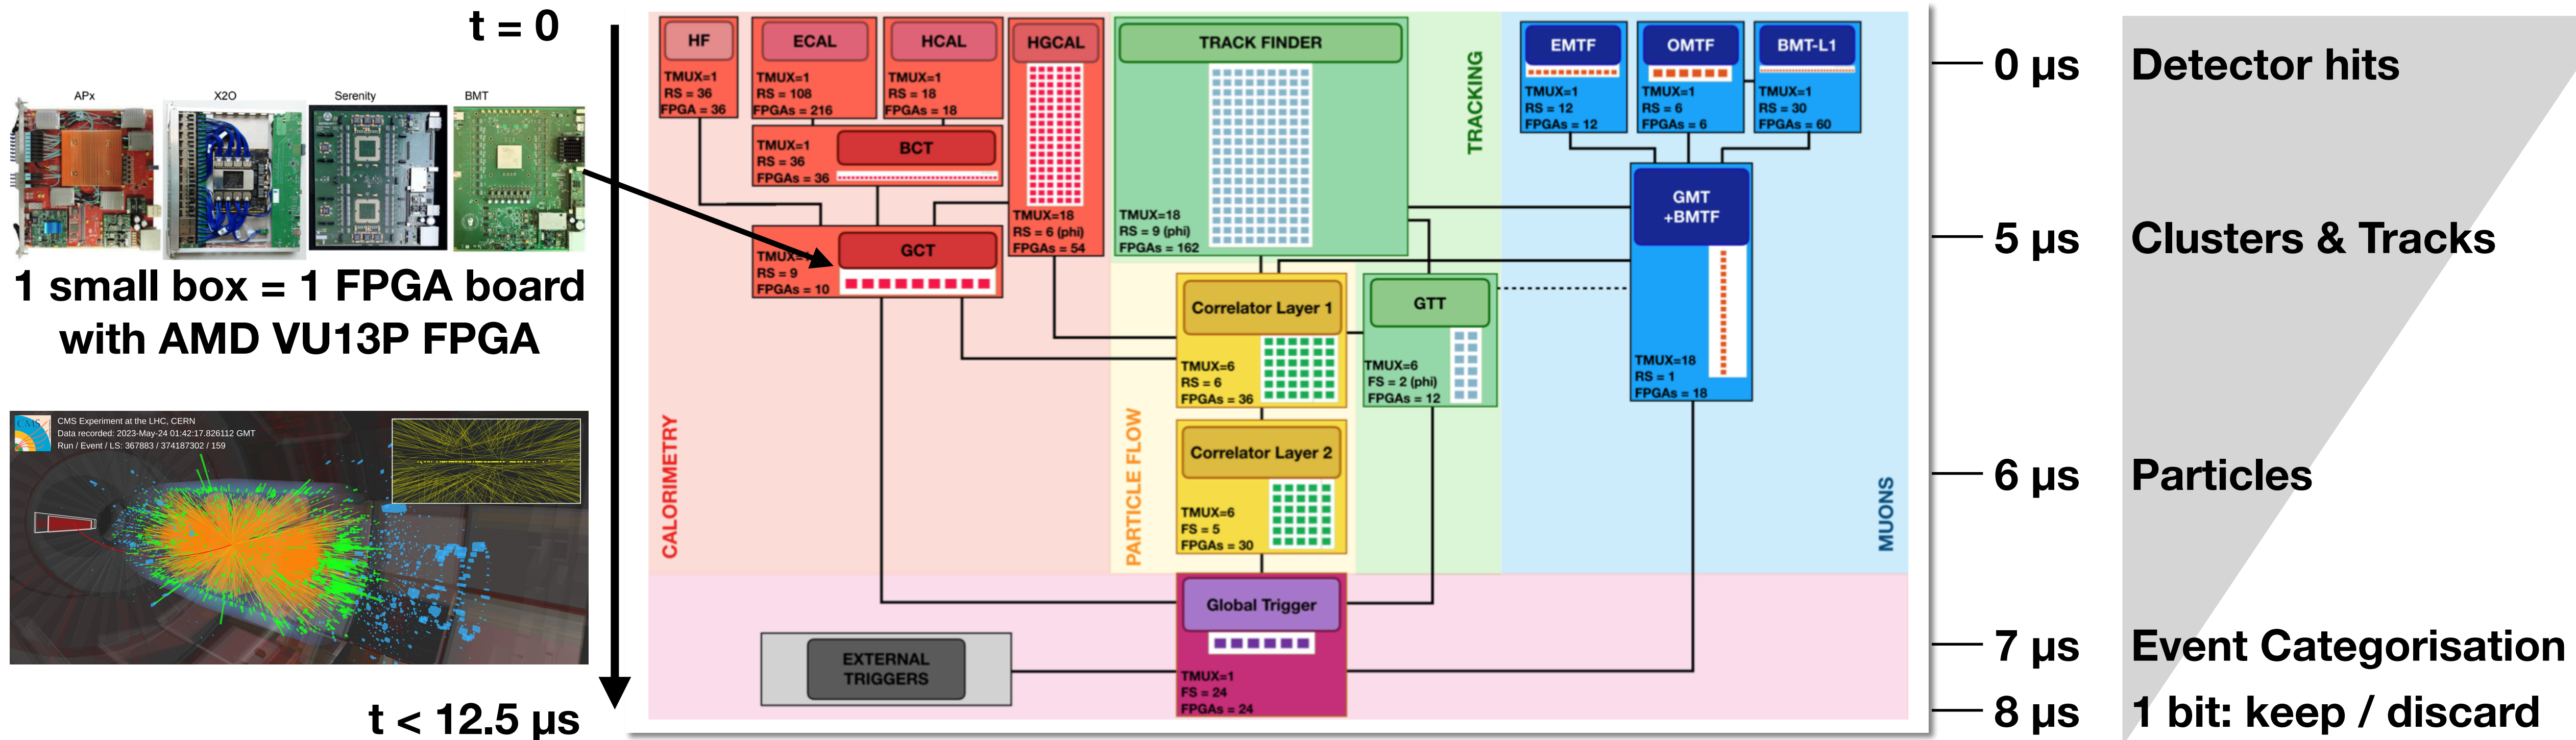 t = 0
APx
X2O
Serenity
BMT
1 small box = 1 FPGA board
with AMD VU13P FPGA
CMS
CMS Experiment at the LHC, CERN
Data recorded: 2023-May-24 01:42:17.826112 GMT
Run / Event / LS: 367883 / 374187302 / 159
t < 12.5 µs
HF
TMUX=1
RS = 36
FPGA = 36
ECAL
TMUX=1
RS = 108
FPGAs = 216
HCAL
TMUX=1
RS = 18
FPGAs = 18
HGCAL
TMUX=18
RS = 6 (phi)
FPGAs = 54
BCT
TMUX=1
RS = 36
FPGAs = 36
GCT
TMUX=1
RS = 9
FPGAs = 10
CALORIMETRY
TRACK FINDER
TMUX=18
RS = 9 (phi)
FPGAs = 162
TRACKING
Correlator Layer 1
TMUX=6
RS = 6
FPGAs = 36
GTT
TMUX=6
FS = 2 (phi)
FPGAs = 12
Correlator Layer 2
TMUX=6
FS = 5
FPGAs = 30
PARTICLE FLOW
EMTF
TMUX=1
RS = 12
FPGAs = 12
OMTF
TMUX=1
RS = 6
FPGAs = 6
BMT-L1
TMUX=1
RS = 30
FPGAs = 60
GMT
+BMTF
TMUX=18
RS = 1
FPGAs = 18
MUONS
Global Trigger
TMUX=1
FS = 24
FPGAs = 24
EXTERNAL
TRIGGERS
0 µs Detector hits
5 µs Clusters & Tracks
6 µs Particles
7 µs Event Categorisation
8 µs 1 bit: keep / discard